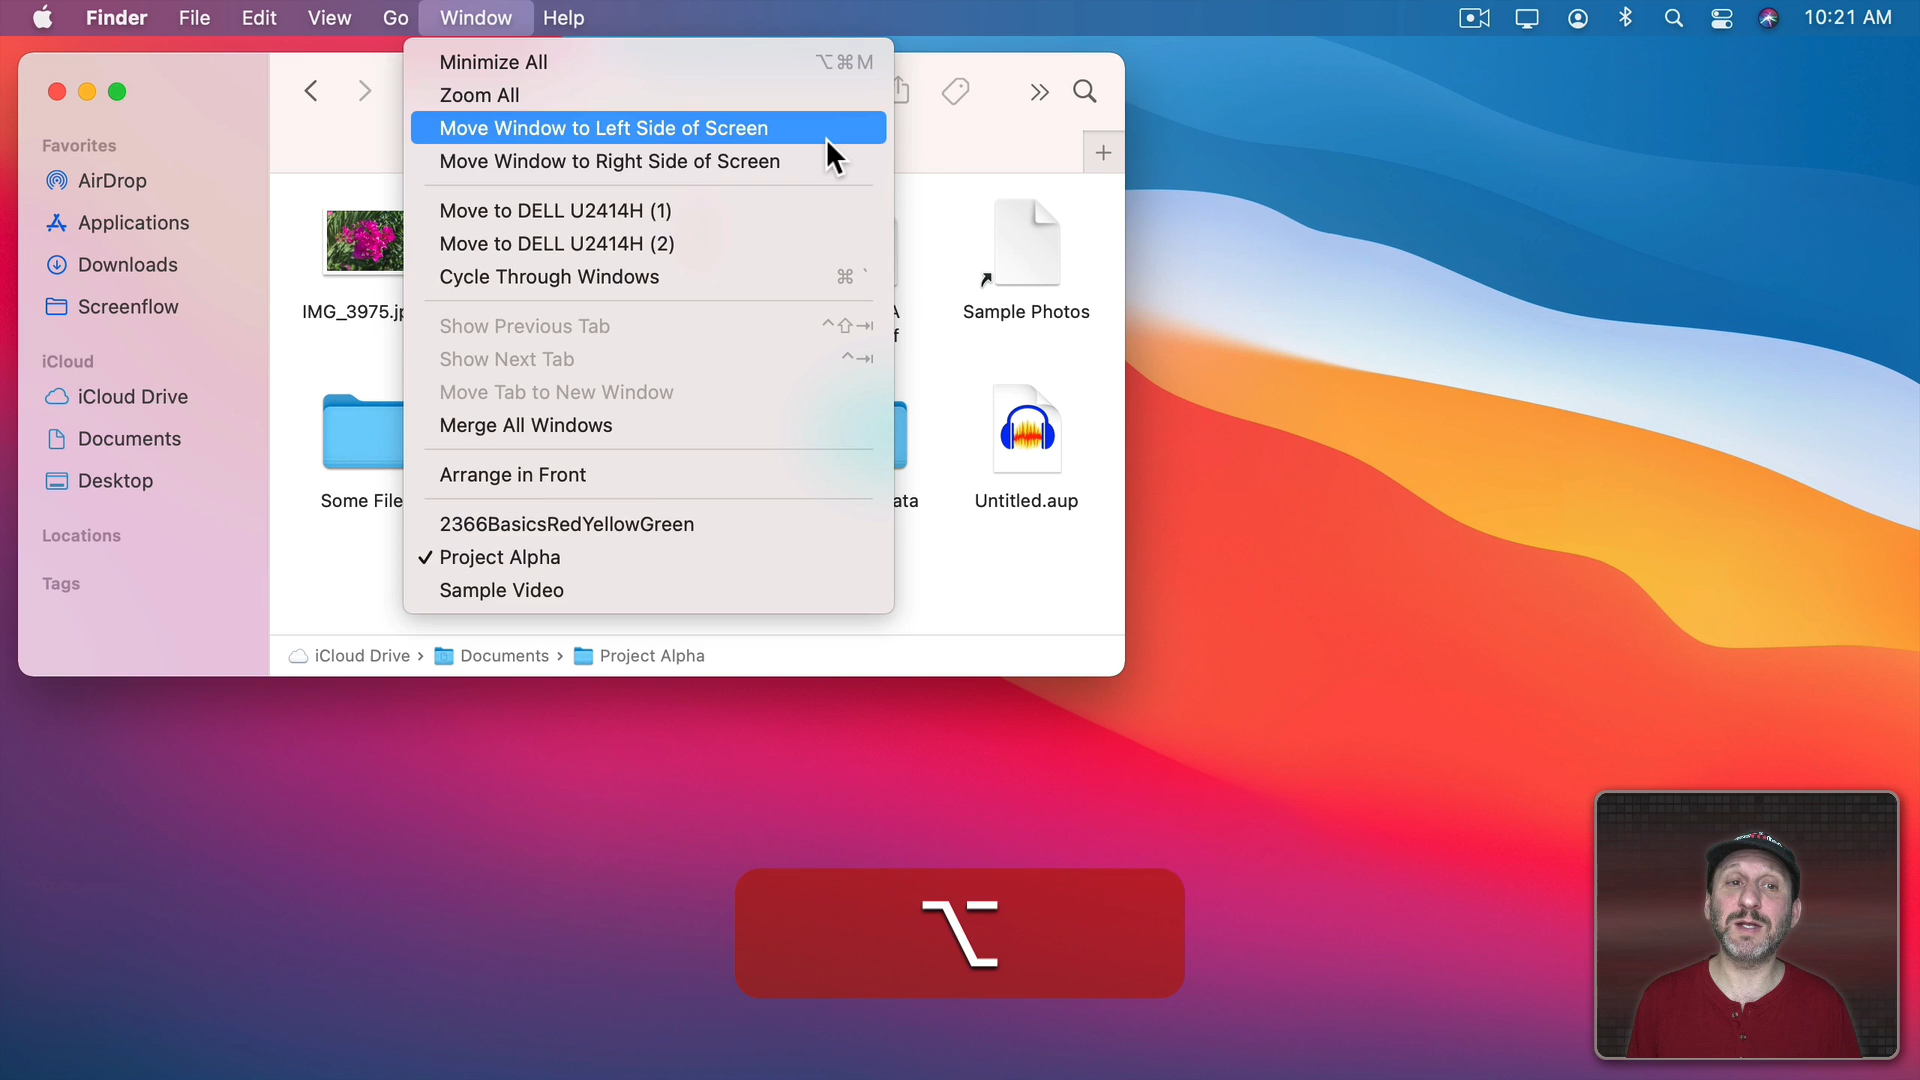 Finder File Edit View Go Window Help 10:21 AM
Minimize All ⌥⌘M
Zoom All
Move Window to Left Side of Screen
Move Window to Right Side of Screen
Move to DELL U2414H (1)
Move to DELL U2414H (2)
Cycle Through Windows ⌘`
Show Previous Tab ^⇧⇥
Show Next Tab ^⇥
Move Tab to New Window
Merge All Windows
Arrange in Front
2366BasicsRedYellowGreen
✓ Project Alpha
Sample Video
Favorites
AirDrop
Applications
Downloads
Screenflow
iCloud
iCloud Drive
Documents
Desktop
Locations
Tags
IMG_3975.jp
A
f
Sample Photos
Some File
ata
Untitled.aup
iCloud Drive › Documents › Project Alpha
⌥